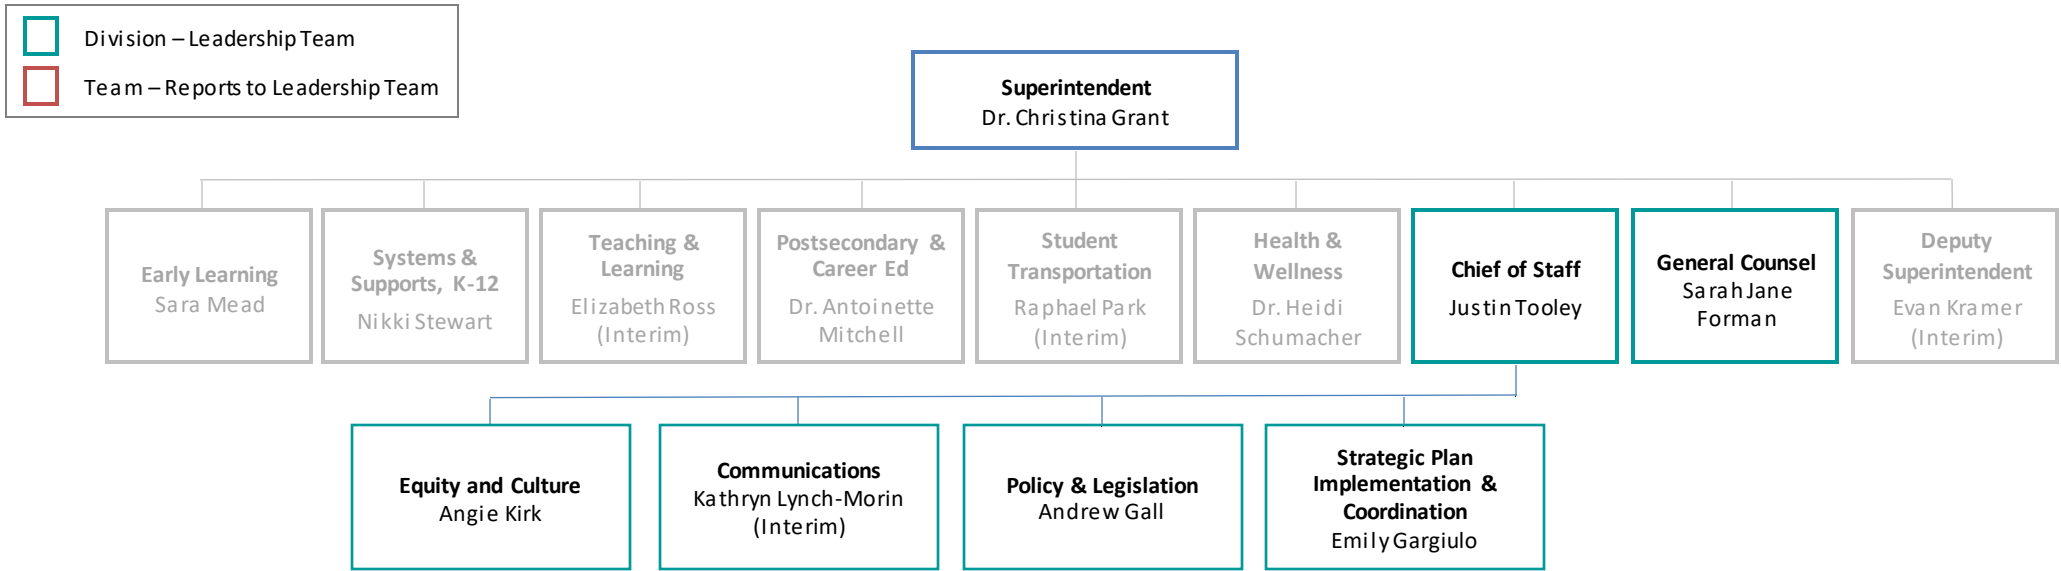 Division – Leadership Team
Team – Reports to Leadership Team
Superintendent
Dr. Christina Grant
Early Learning
Sara Mead
Systems &
Supports, K-12
Nikki Stewart
Teaching &
Learning
Elizabeth Ross
(Interim)
Postsecondary &
Career Ed
Dr. Antoinette
Mitchell
Student
Transportation
Raphael Park
(Interim)
Health &
Wellness
Dr. Heidi
Schumacher
Chief of Staff
Justin Tooley
General Counsel
Sarah Jane
Forman
Deputy
Superintendent
Evan Kramer
(Interim)
Equity and Culture
Angie Kirk
Communications
Kathryn Lynch-Morin
(Interim)
Policy & Legislation
Andrew Gall
Strategic Plan
Implementation &
Coordination
Emily Gargiulo